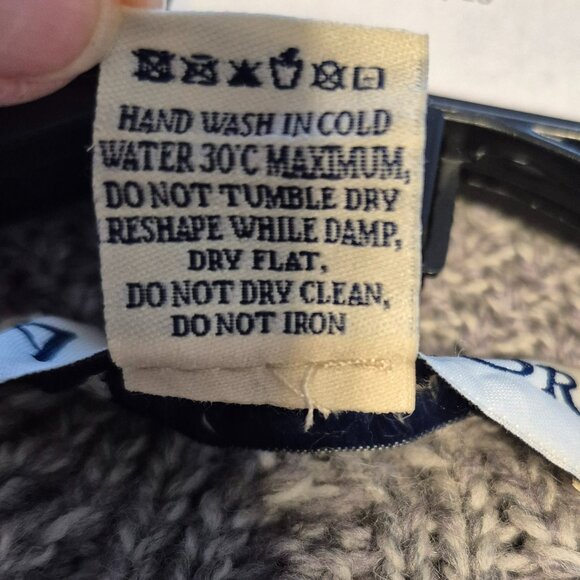 HAND WASH IN COLD
WATER 30°C MAXIMUM,
DO NOT TUMBLE DRY
RESHAPE WHILE DAMP,
DRY FLAT,
DO NOT DRY CLEAN,
DO NOT IRON